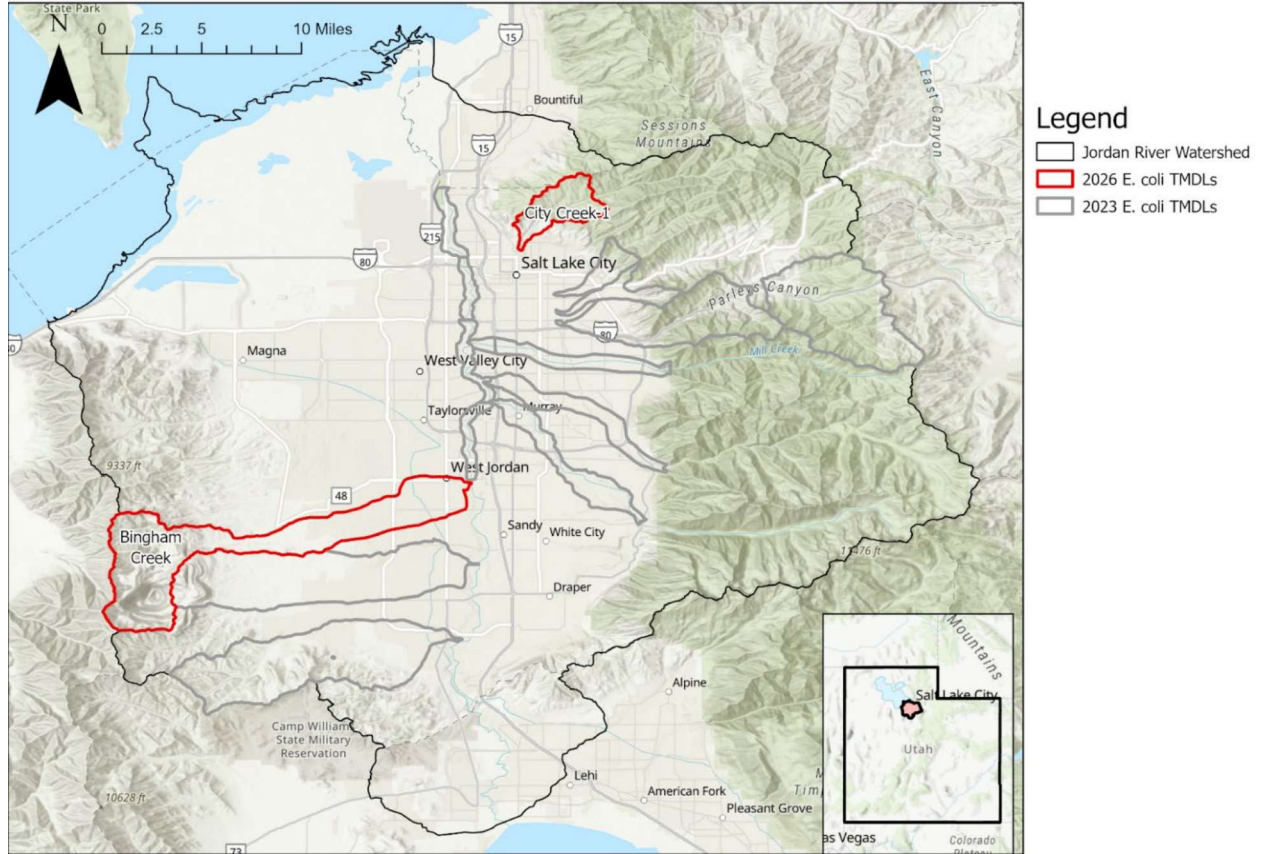 State Park
N
0 2.5 5 10 Miles
15
Bountiful
East Canyon
Sessions
Mountains
15
Legend
Jordan River Watershed
2026 E. coli TMDLs
2023 E. coli TMDLs
City Creek-1
215
80
Salt Lake City
Parleys Canyon
80
Magna
West Valley City
Mill Creek
Taylorsville
Murray
9337 ft
West Jordan
48
Bingham
Creek
Sandy
White City
11476 ft
Draper
Alpine
Camp William
State Military
Reservation
Lehi
10628 ft
American Fork
Pleasant Grove
73
Mountains
Salt Lake City
Utah
as Vegas
Colorado